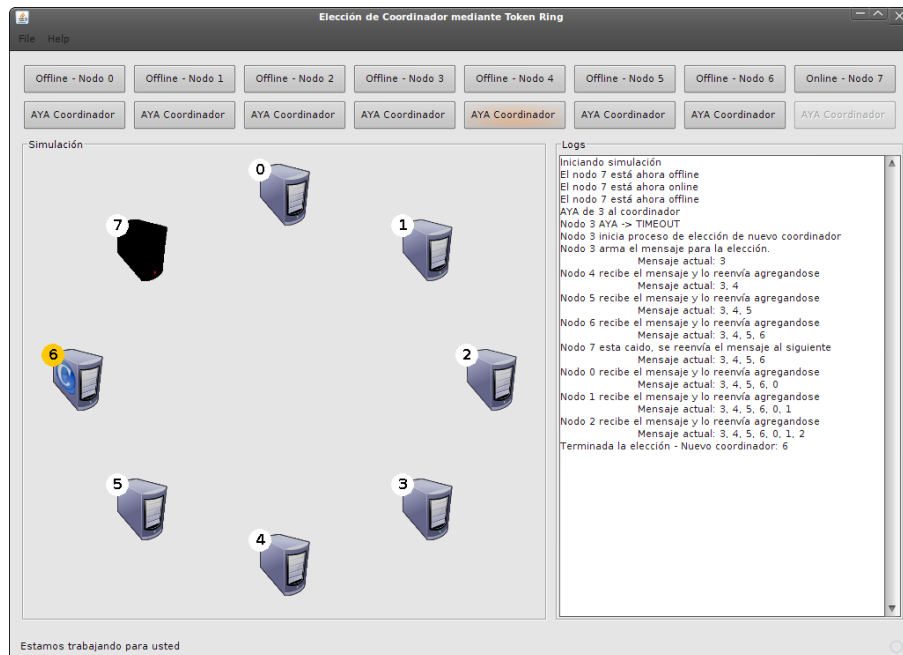 Elección de Coordinador mediante Token Ring
File Help
Offline - Nodo 0 Offline - Nodo 1 Offline - Nodo 2 Offline - Nodo 3 Offline - Nodo 4 Offline - Nodo 5 Offline - Nodo 6 Online - Nodo 7
AYA Coordinador AYA Coordinador AYA Coordinador AYA Coordinador AYA Coordinador AYA Coordinador AYA Coordinador AYA Coordinador
Simulación
0
7
1
6
2
5
3
4
Logs
Iniciando simulación
El nodo 7 está ahora offline
El nodo 7 está ahora online
El nodo 7 está ahora offline
AYA de 3 al coordinador
Nodo 3 AYA -> TIMEOUT
Nodo 3 inicia proceso de elección de nuevo coordinador
Nodo 3 arma el mensaje para la elección.
Mensaje actual: 3
Nodo 4 recibe el mensaje y lo reenvía agregandose
Mensaje actual: 3, 4
Nodo 5 recibe el mensaje y lo reenvía agregandose
Mensaje actual: 3, 4, 5
Nodo 6 recibe el mensaje y lo reenvía agregandose
Mensaje actual: 3, 4, 5, 6
Nodo 7 esta caido, se reenvía el mensaje al siguiente
Mensaje actual: 3, 4, 5, 6
Nodo 0 recibe el mensaje y lo reenvía agregandose
Mensaje actual: 3, 4, 5, 6, 0
Nodo 1 recibe el mensaje y lo reenvía agregandose
Mensaje actual: 3, 4, 5, 6, 0, 1
Nodo 2 recibe el mensaje y lo reenvía agregandose
Mensaje actual: 3, 4, 5, 6, 0, 1, 2
Terminada la elección - Nuevo coordinador: 6
Estamos trabajando para usted